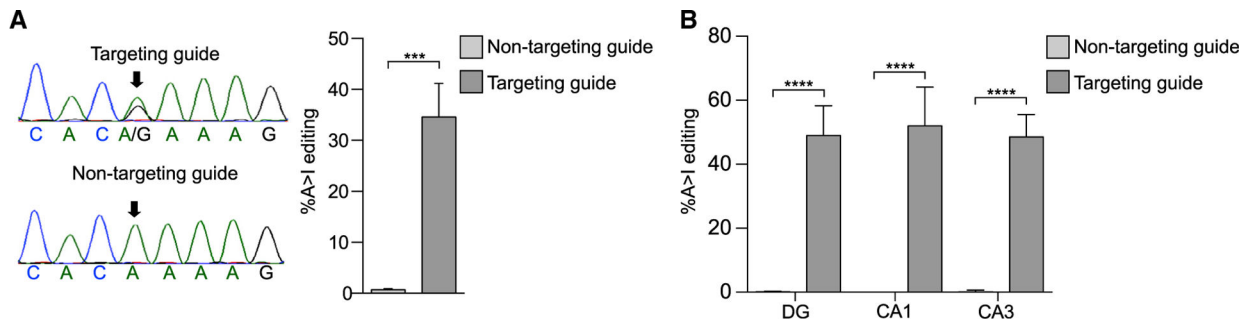 A
Targeting guide
C A C A/G A A A G
Non-targeting guide
C A C A A A A G
%A>I editing
50
40
30
20
10
0
***
Non-targeting guide
Targeting guide
B
%A>I editing
80
60
40
20
0
****
****
****
DG CA1 CA3
Non-targeting guide
Targeting guide